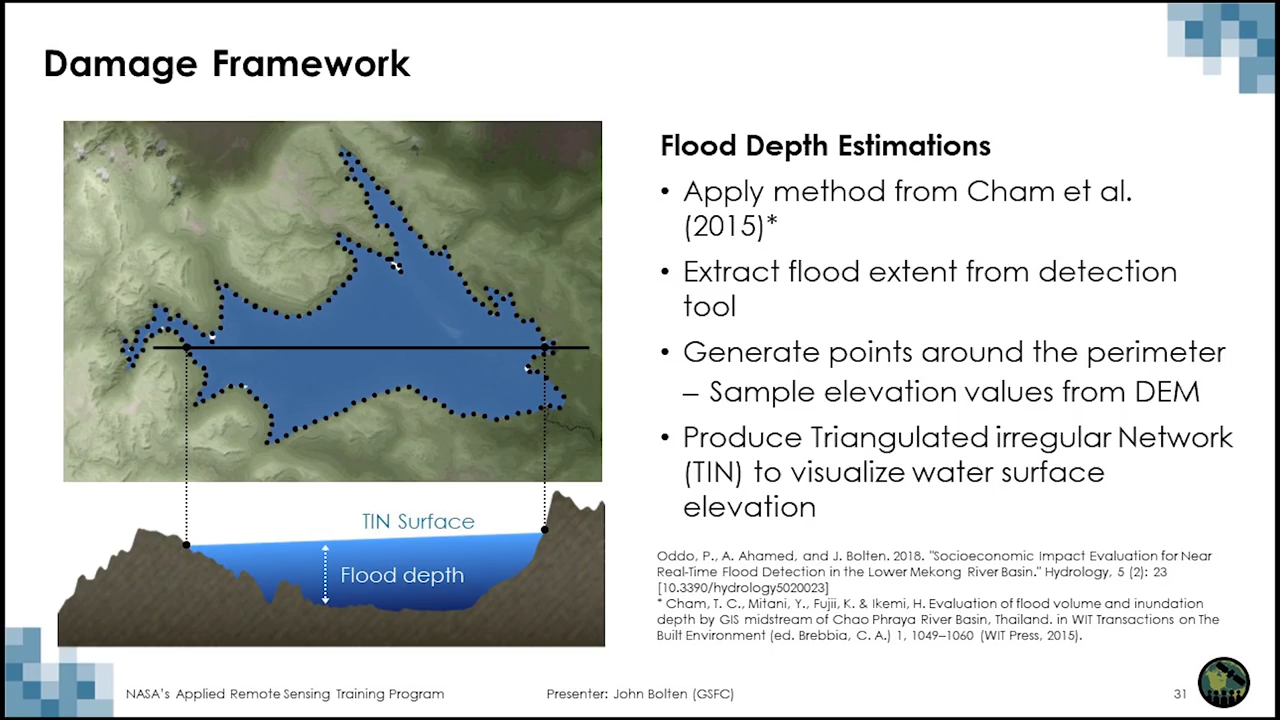 Damage Framework
Flood Depth Estimations
• Apply method from Cham et al.
(2015)*
• Extract flood extent from detection
tool
• Generate points around the perimeter
– Sample elevation values from DEM
• Produce Triangulated irregular Network
(TIN) to visualize water surface
elevation
TIN Surface
Flood depth
Oddo, P., A. Ahamed, and J. Bolten. 2018. "Socioeconomic Impact Evaluation for Near
Real-Time Flood Detection in the Lower Mekong River Basin." Hydrology, 5 (2): 23
[10.3390/hydrology5020023]
* Cham, T. C., Mitani, Y., Fujii, K. & Ikemi, H. Evaluation of flood volume and inundation
depth by GIS midstream of Chao Phraya River Basin, Thailand. in WIT Transactions on The
Built Environment (ed. Brebbia, C. A.) 1, 1049–1060 (WIT Press, 2015).
NASA's Applied Remote Sensing Training Program
Presenter: John Bolten (GSFC)
31